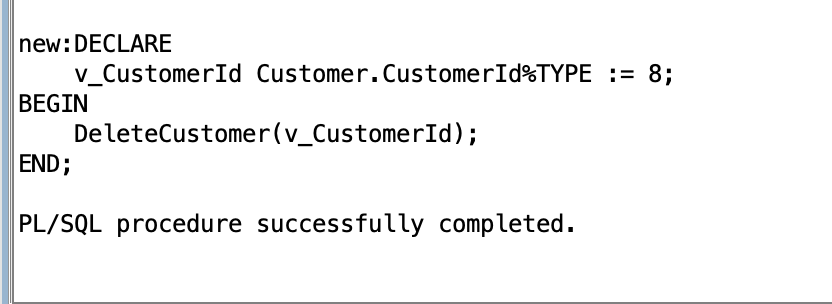 new:DECLARE
    v_CustomerId Customer.CustomerId%TYPE := 8;
BEGIN
    DeleteCustomer(v_CustomerId);
END;

PL/SQL procedure successfully completed.